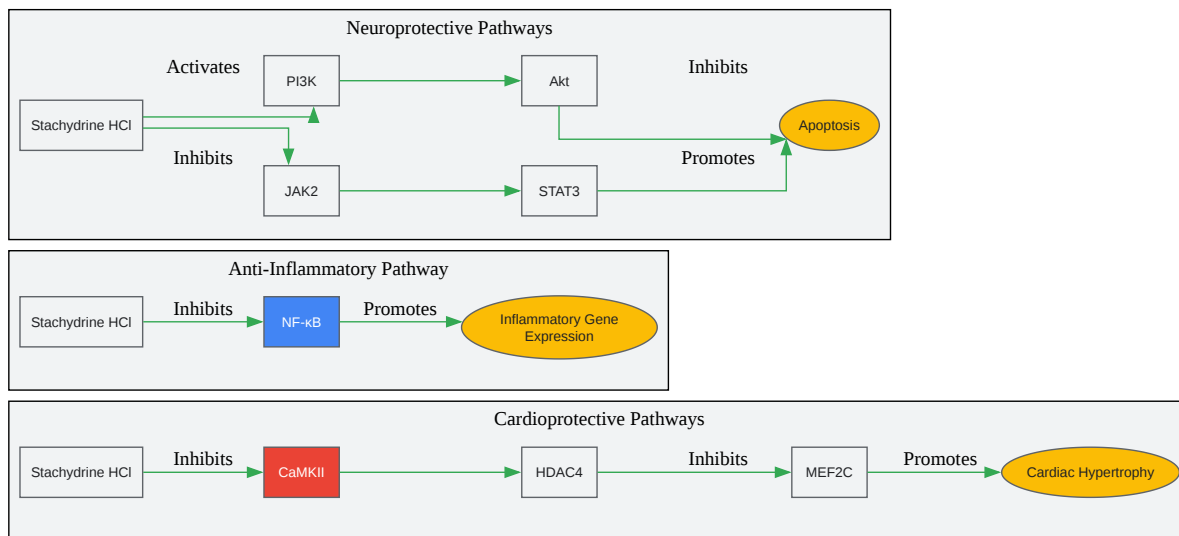 Neuroprotective Pathways
Activates
PI3K
Akt
Inhibits
Stachydrine HCl
Apoptosis
Inhibits
JAK2
STAT3
Promotes
Anti-Inflammatory Pathway
Stachydrine HCl
Inhibits
NF-κB
Promotes
Inflammatory Gene
Expression
Cardioprotective Pathways
Stachydrine HCl
Inhibits
CaMKII
HDAC4
Inhibits
MEF2C
Promotes
Cardiac Hypertrophy